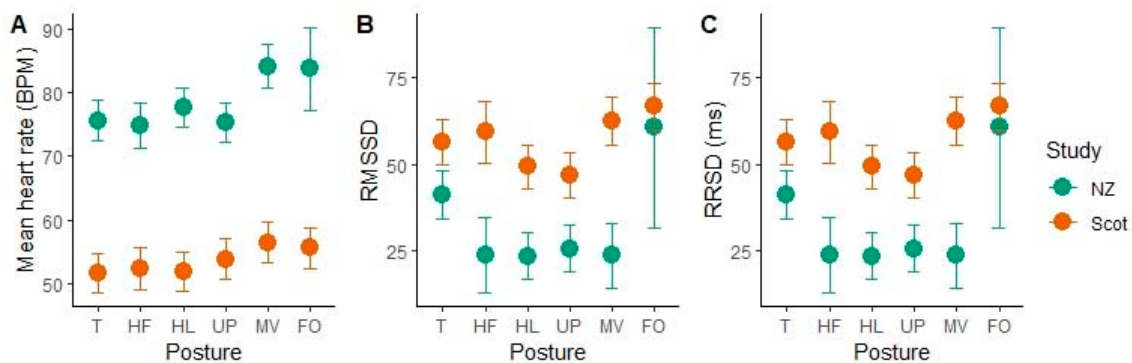 A
Mean heart rate (BPM)
90
80
70
60
50
T HF HL UP MV FO
Posture
B
RMSSD
75
50
25
T HF HL UP MV FO
Posture
C
RRSD (ms)
75
50
25
T HF HL UP MV FO
Posture
Study
NZ
Scot